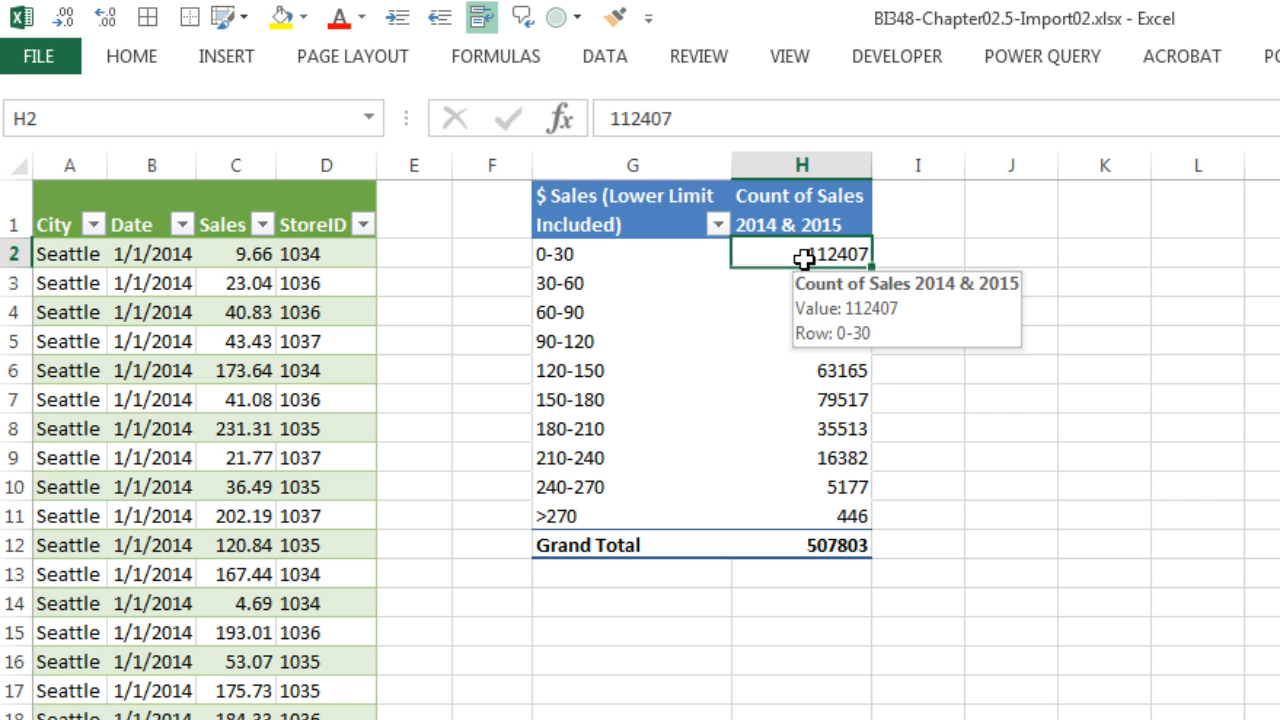 BI348-Chapter02.5-Import02.xlsx - Excel
FILE HOME INSERT PAGE LAYOUT FORMULAS DATA REVIEW VIEW DEVELOPER POWER QUERY ACROBAT
H2 fx 112407
A B C D E F G H I J K L
$ Sales (Lower Limit Count of Sales
1 City Date Sales StoreID Included) 2014 & 2015
2 Seattle 1/1/2014 9.66 1034 0-30 112407
3 Seattle 1/1/2014 23.04 1036 30-60 Count of Sales 2014 & 2015
4 Seattle 1/1/2014 40.83 1036 60-90 Value: 112407
5 Seattle 1/1/2014 43.43 1037 90-120 Row: 0-30
6 Seattle 1/1/2014 173.64 1034 120-150 63165
7 Seattle 1/1/2014 41.08 1036 150-180 79517
8 Seattle 1/1/2014 231.31 1035 180-210 35513
9 Seattle 1/1/2014 21.77 1037 210-240 16382
10 Seattle 1/1/2014 36.49 1035 240-270 5177
11 Seattle 1/1/2014 202.19 1037 >270 446
12 Seattle 1/1/2014 120.84 1035 Grand Total 507803
13 Seattle 1/1/2014 167.44 1034
14 Seattle 1/1/2014 4.69 1034
15 Seattle 1/1/2014 193.01 1036
16 Seattle 1/1/2014 53.07 1035
17 Seattle 1/1/2014 175.73 1035
18 Seattle 1/1/2014 184.33 1036